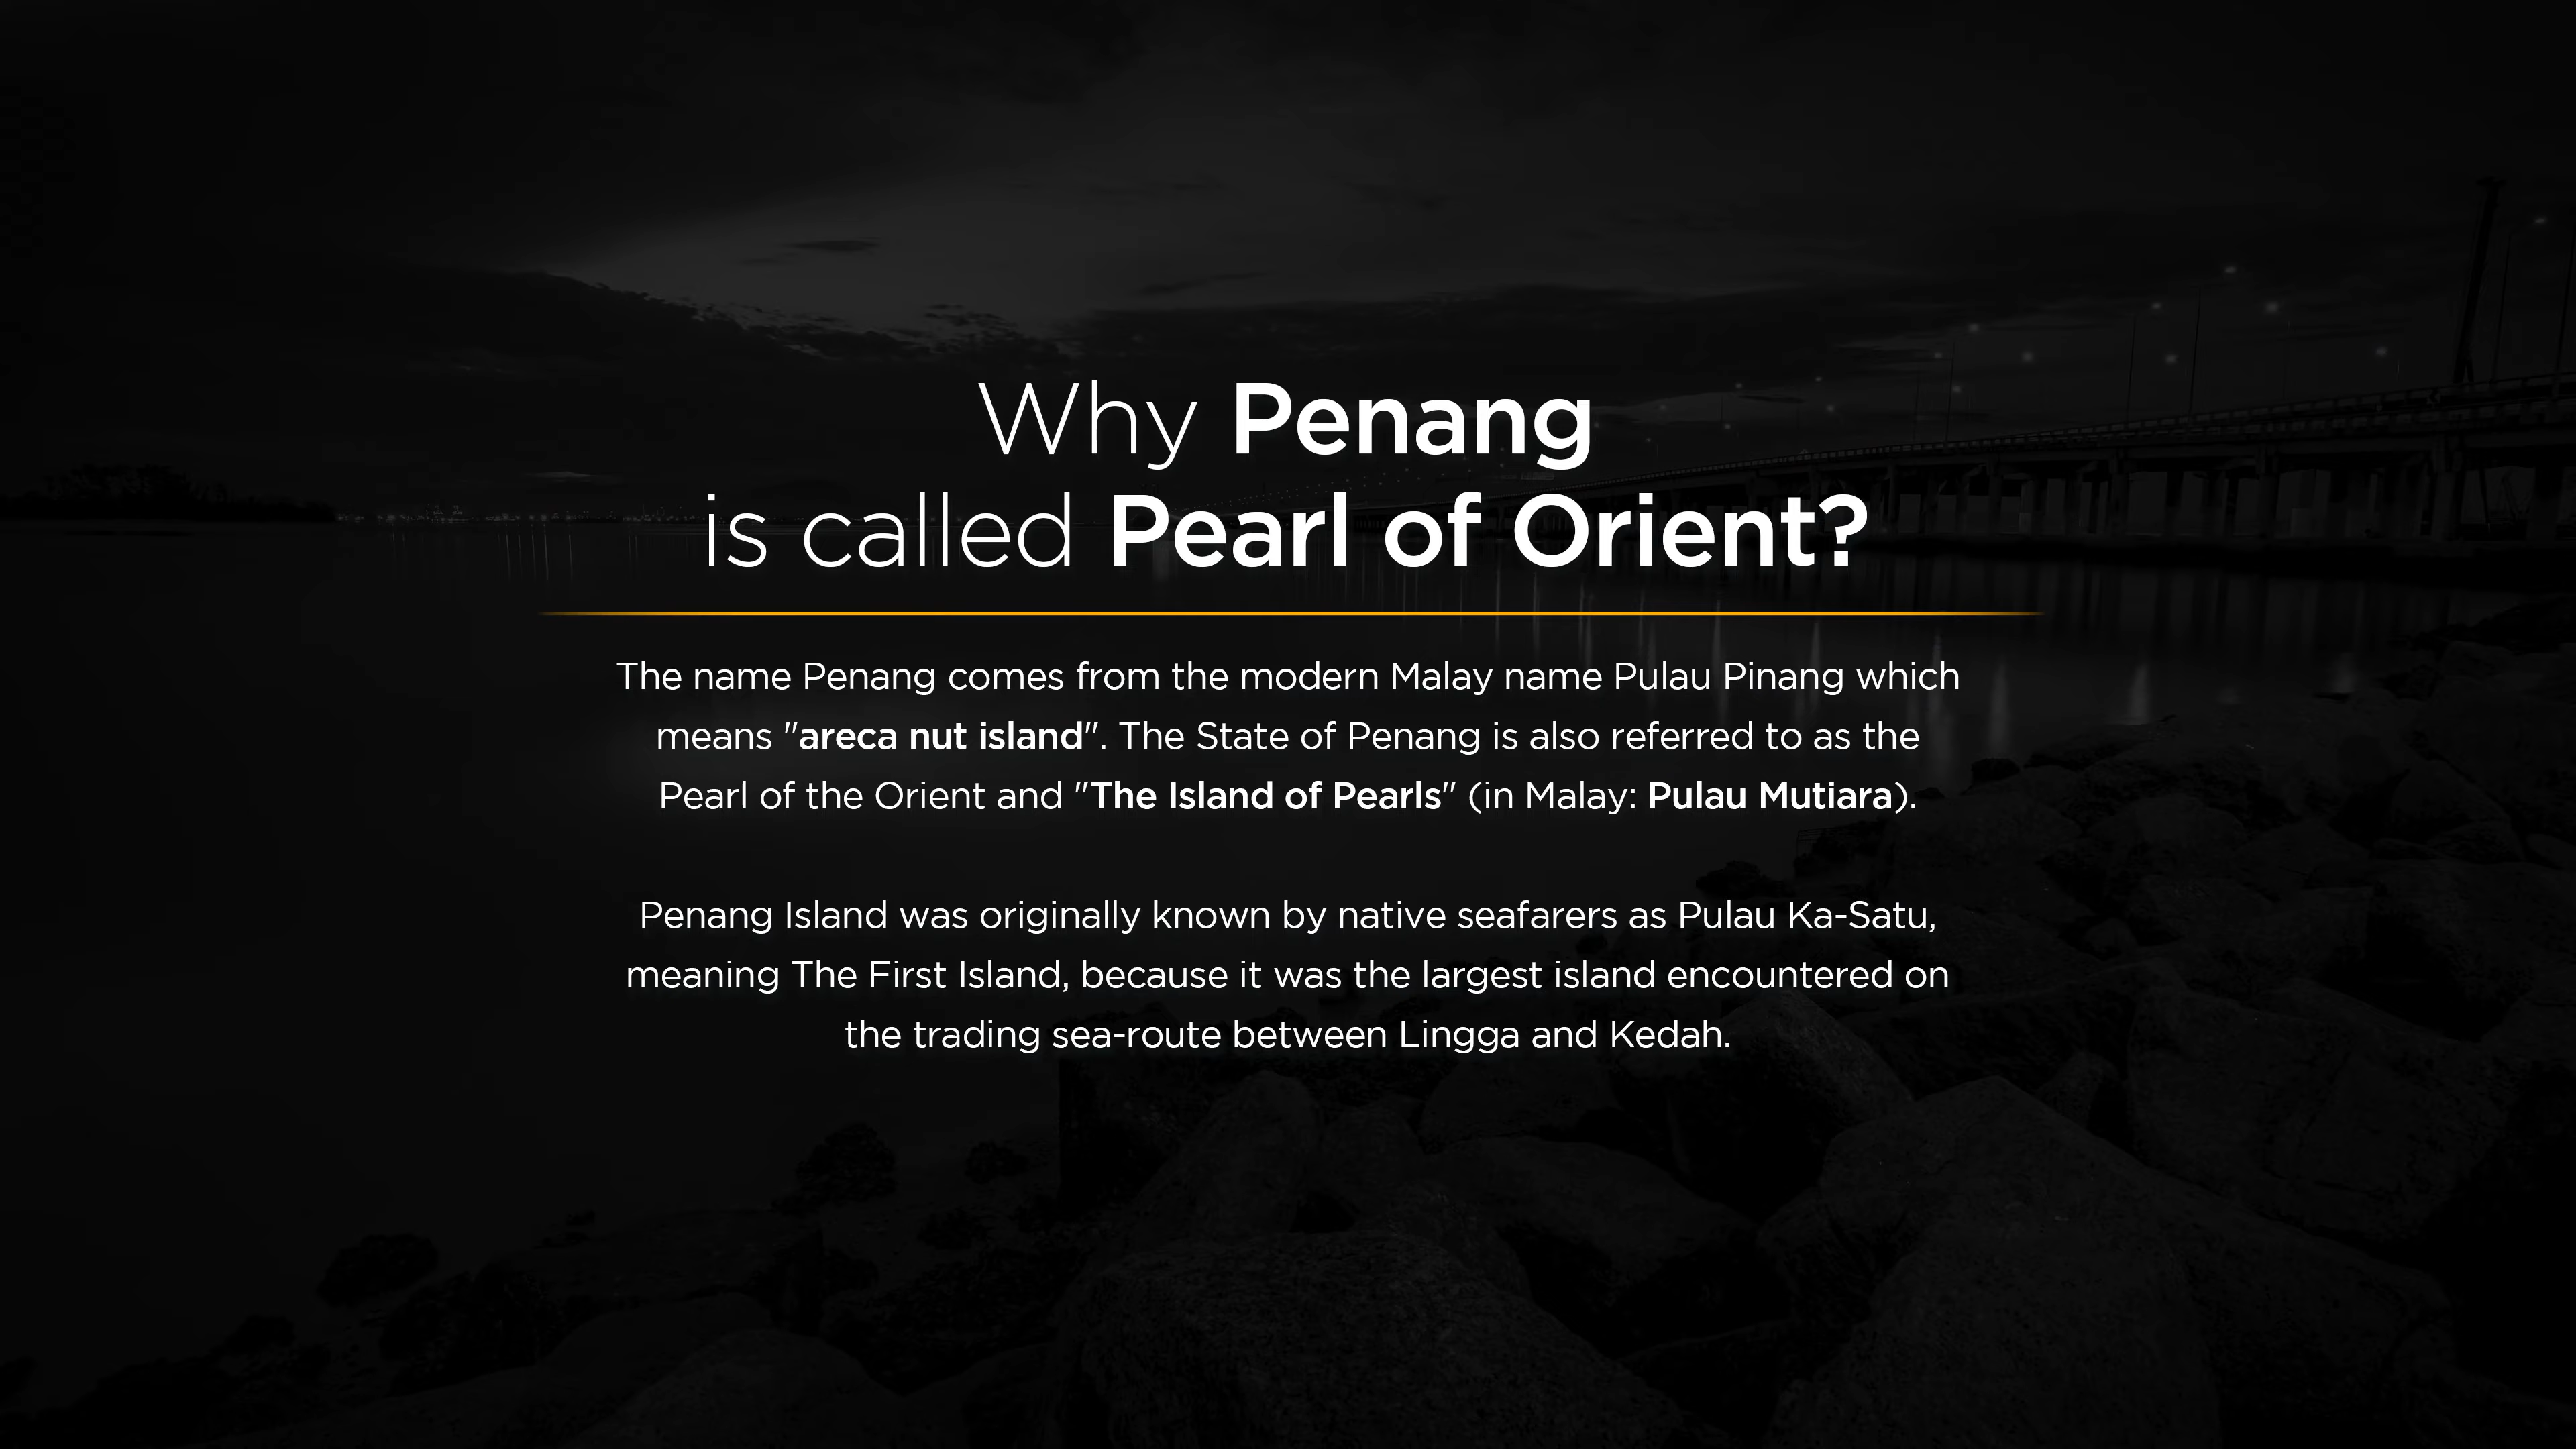 Why Penang
is called Pearl of Orient?
The name Penang comes from the modern Malay name Pulau Pinang which
means "areca nut island". The State of Penang is also referred to as the
Pearl of the Orient and "The Island of Pearls" (in Malay: Pulau Mutiara).
Penang Island was originally known by native seafarers as Pulau Ka-Satu,
meaning The First Island, because it was the largest island encountered on
the trading sea-route between Lingga and Kedah.